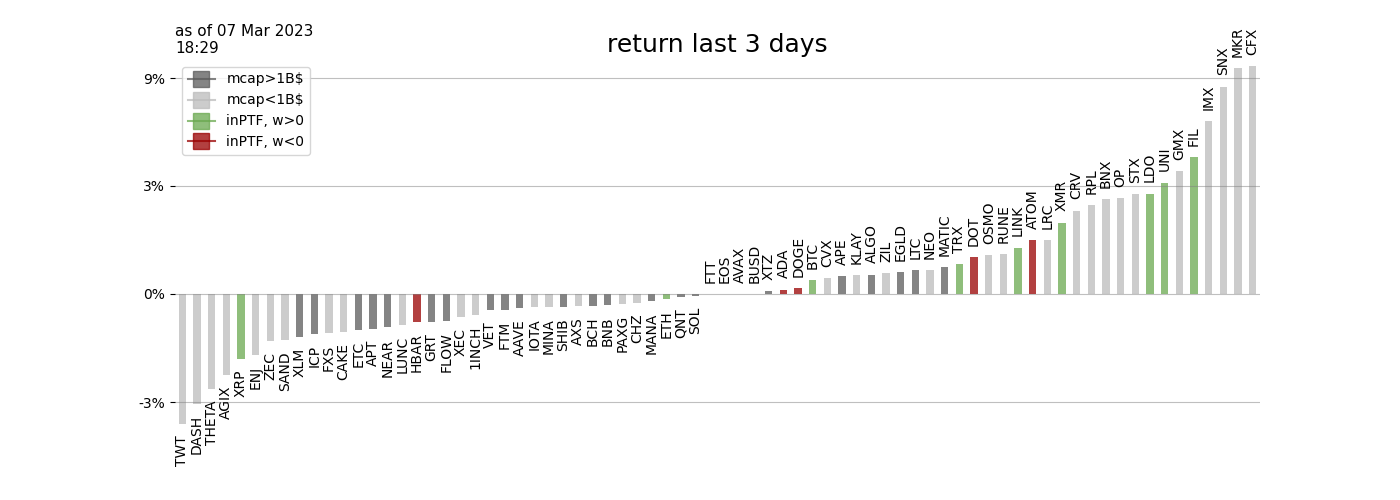 as of 07 Mar 2023
18:29
return last 3 days
mcap>1B$
mcap<1B$
inPTF, w>0
inPTF, w<0
9%
3%
0%
-3%
TWT
DASH
THETA
AGIX
XRP
ENJ
ZEC
SAND
XLM
ICP
FXS
CAKE
ETC
APT
NEAR
LUNC
HBAR
GRT
FLOW
XEC
1INCH
VET
FTM
AAVE
IOTA
MINA
SHIB
AXS
BCH
BNB
PAXG
CHZ
MANA
ETH
QNT
SOL
FTT
EOS
AVAX
BUSD
XTZ
ADA
DOGE
BTC
CVX
APE
KLAY
ALGO
ZIL
EGLD
LTC
NEO
MATIC
TRX
DOT
OSMO
RUNE
LINK
ATOM
LRC
XMR
CRV
RPL
BNX
OP
STX
LDO
UNI
GMX
FIL
IMX
SNX
MKR
CFX